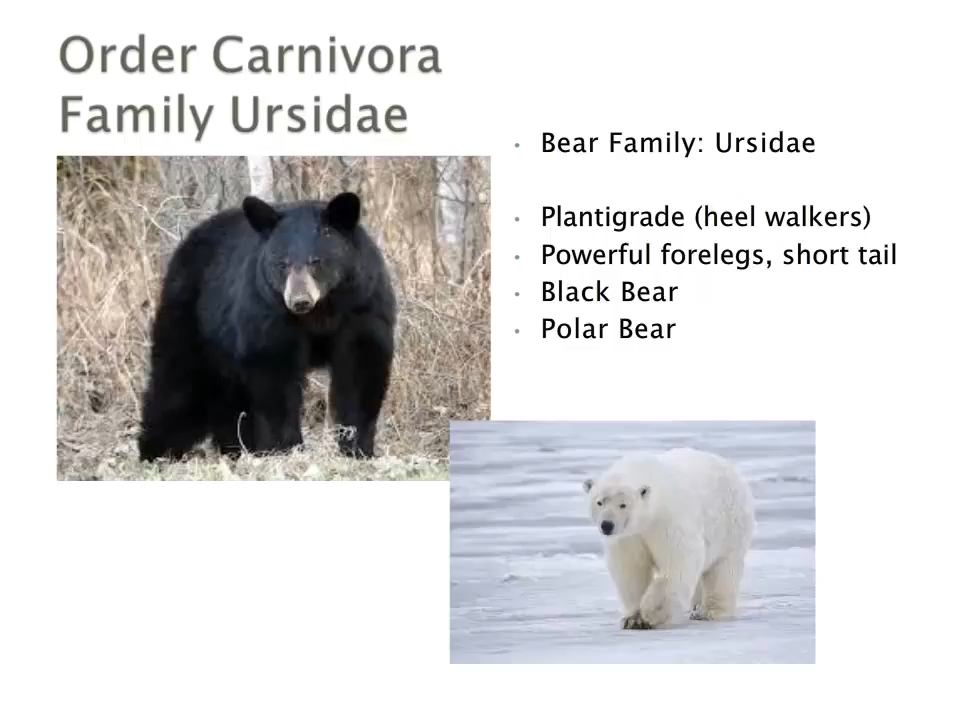 Order Carnivora
Family Ursidae
• Bear Family: Ursidae
• Plantigrade (heel walkers)
• Powerful forelegs, short tail
• Black Bear
• Polar Bear